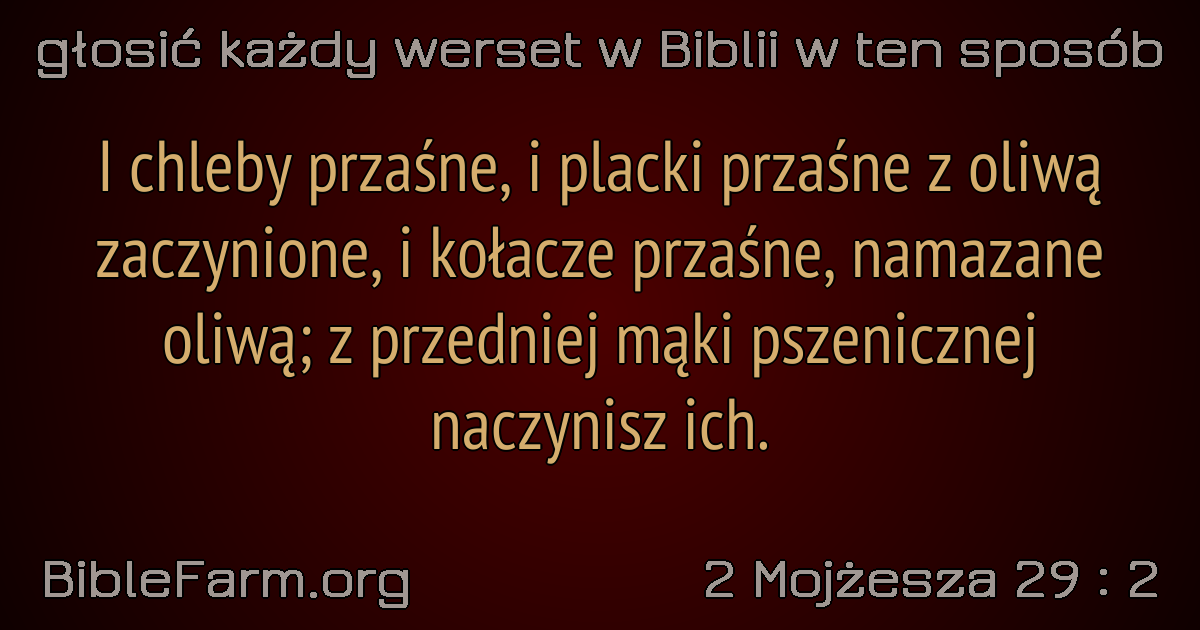 głosić każdy werset w Biblii w ten sposób
I chleby przaśne, i placki przaśne z oliwą
zaczynione, i kołacze przaśne, namazane
oliwą; z przedniej mąki pszenicznej
naczynisz ich.
BibleFarm.org
2 Mojżesza 29 : 2